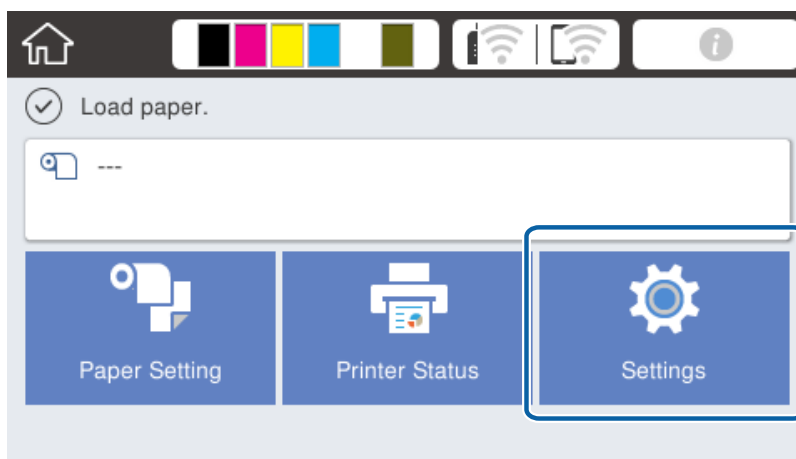 Load paper.
---
Paper Setting
Printer Status
Settings